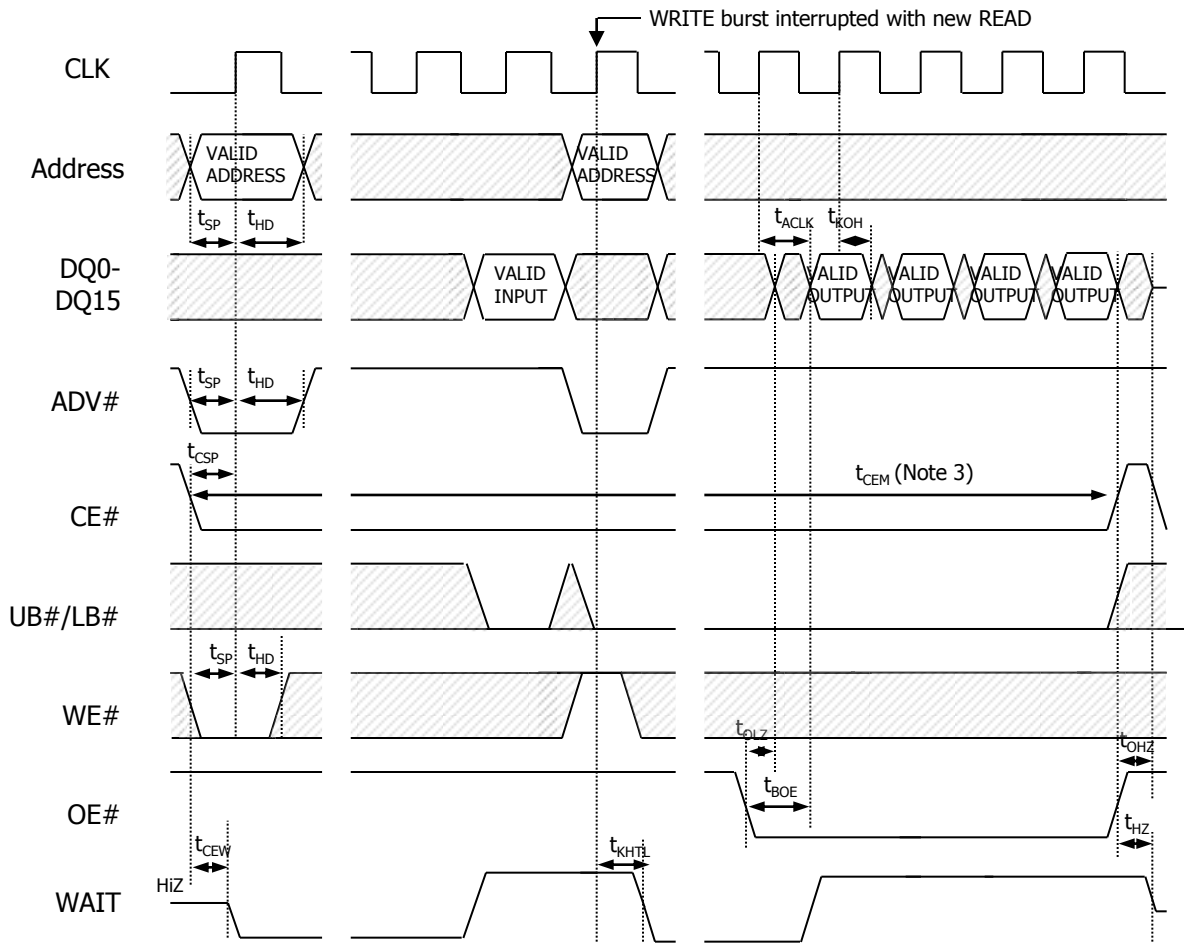 WRITE burst interrupted with new READ
CLK
Address
VALID
ADDRESS
VALID
ADDRESS
tSP
tHD
tACLK
tKOH
DQ0-
DQ15
VALID
INPUT
VALID
OUTPUT
VALID
OUTPUT
VALID
OUTPUT
VALID
OUTPUT
ADV#
tSP
tHD
tCSP
CE#
tCEM (Note 3)
UB#/LB#
tSP
tHD
WE#
tOLZ
tOHZ
OE#
tBOE
tCEW
tKHTL
tHZ
HiZ
WAIT